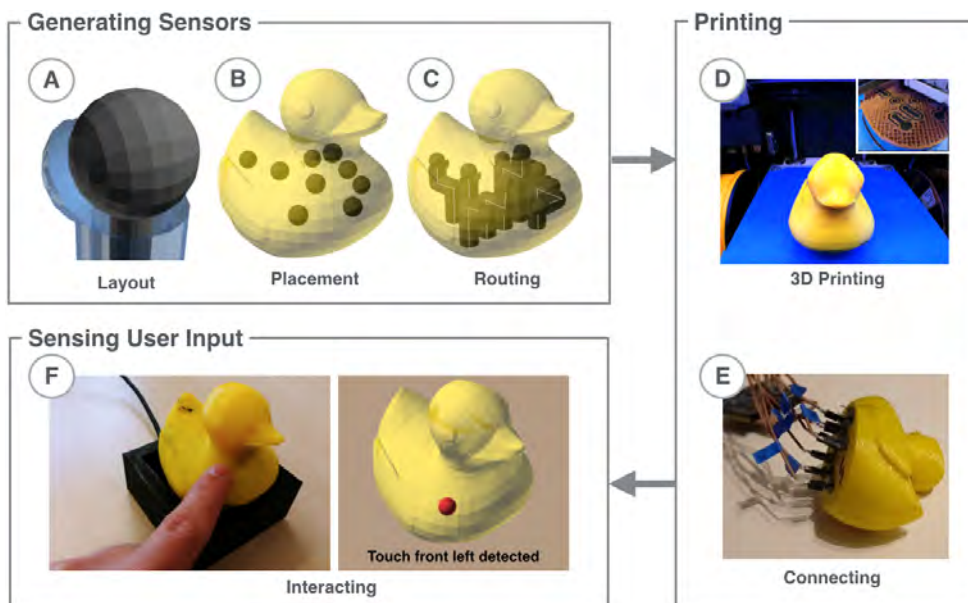 Generating Sensors
A
B
C
Layout
Placement
Routing
Printing
D
3D Printing
E
Connecting
Sensing User Input
F
Touch front left detected
Interacting